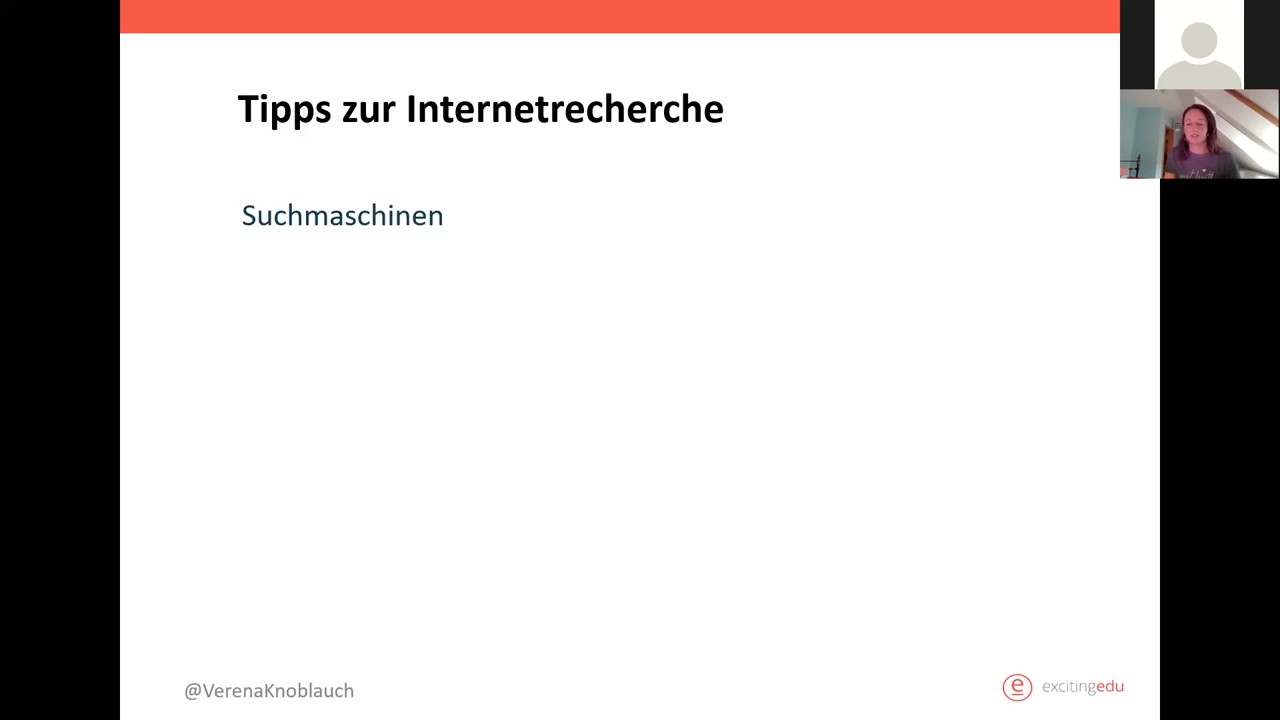 Tipps zur Internetrecherche
Suchmaschinen
@VerenaKnoblauch
e excitingedu